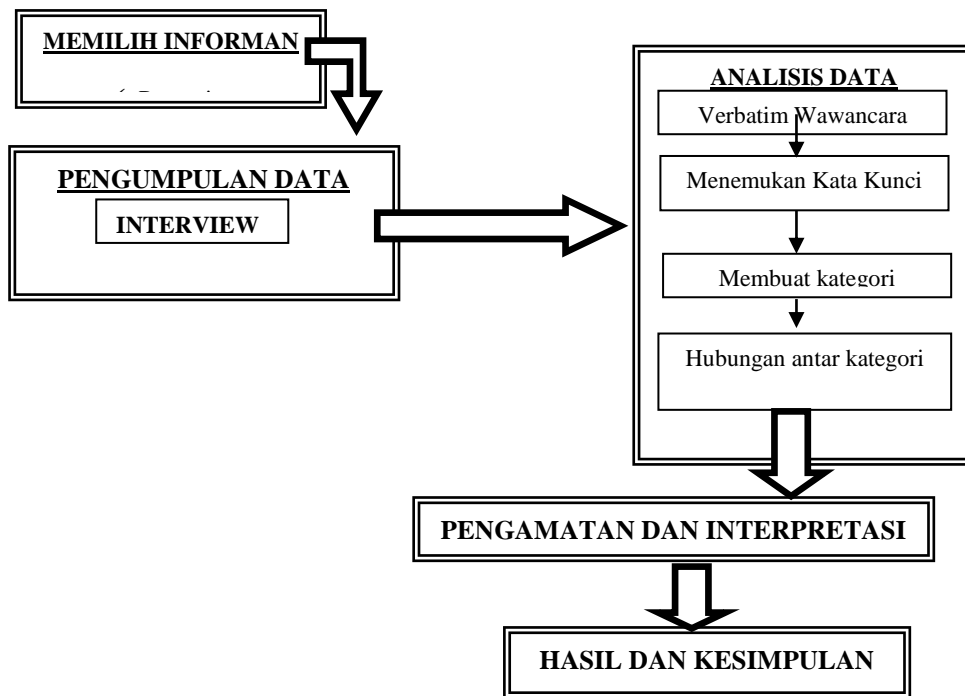 MEMILIH INFORMAN
PENGUMPULAN DATA
INTERVIEW
ANALISIS DATA
Verbatim Wawancara
Menemukan Kata Kunci
Membuat kategori
Hubungan antar kategori
PENGAMATAN DAN INTERPRETASI
HASIL DAN KESIMPULAN